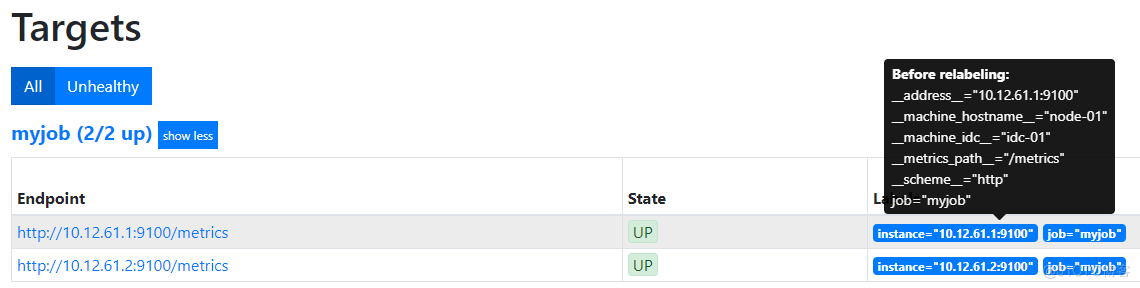 Targets
All Unhealthy
myjob (2/2 up) show less
Before relabeling:
__address__="10.12.61.1:9100"
__machine_hostname__="node-01"
__machine_idc__="idc-01"
__metrics_path__="/metrics"
__scheme__="http"
job="myjob"
Endpoint State
http://10.12.61.1:9100/metrics UP instance="10.12.61.1:9100" job="myjob"
http://10.12.61.2:9100/metrics UP instance="10.12.61.2:9100" job="myjob"